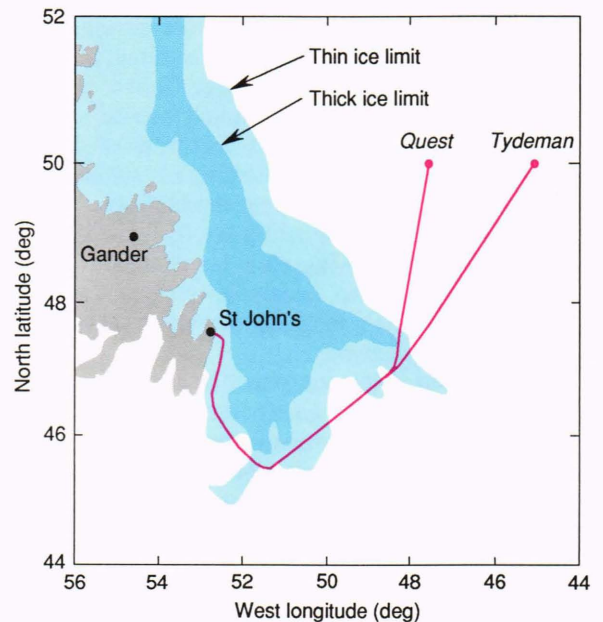 52
Thin ice limit
Thick ice limit
Quest Tydeman
50
Gander
48
St John's
46
44
56 54 52 50 48 46 44
North latitude (deg)
West longitude (deg)